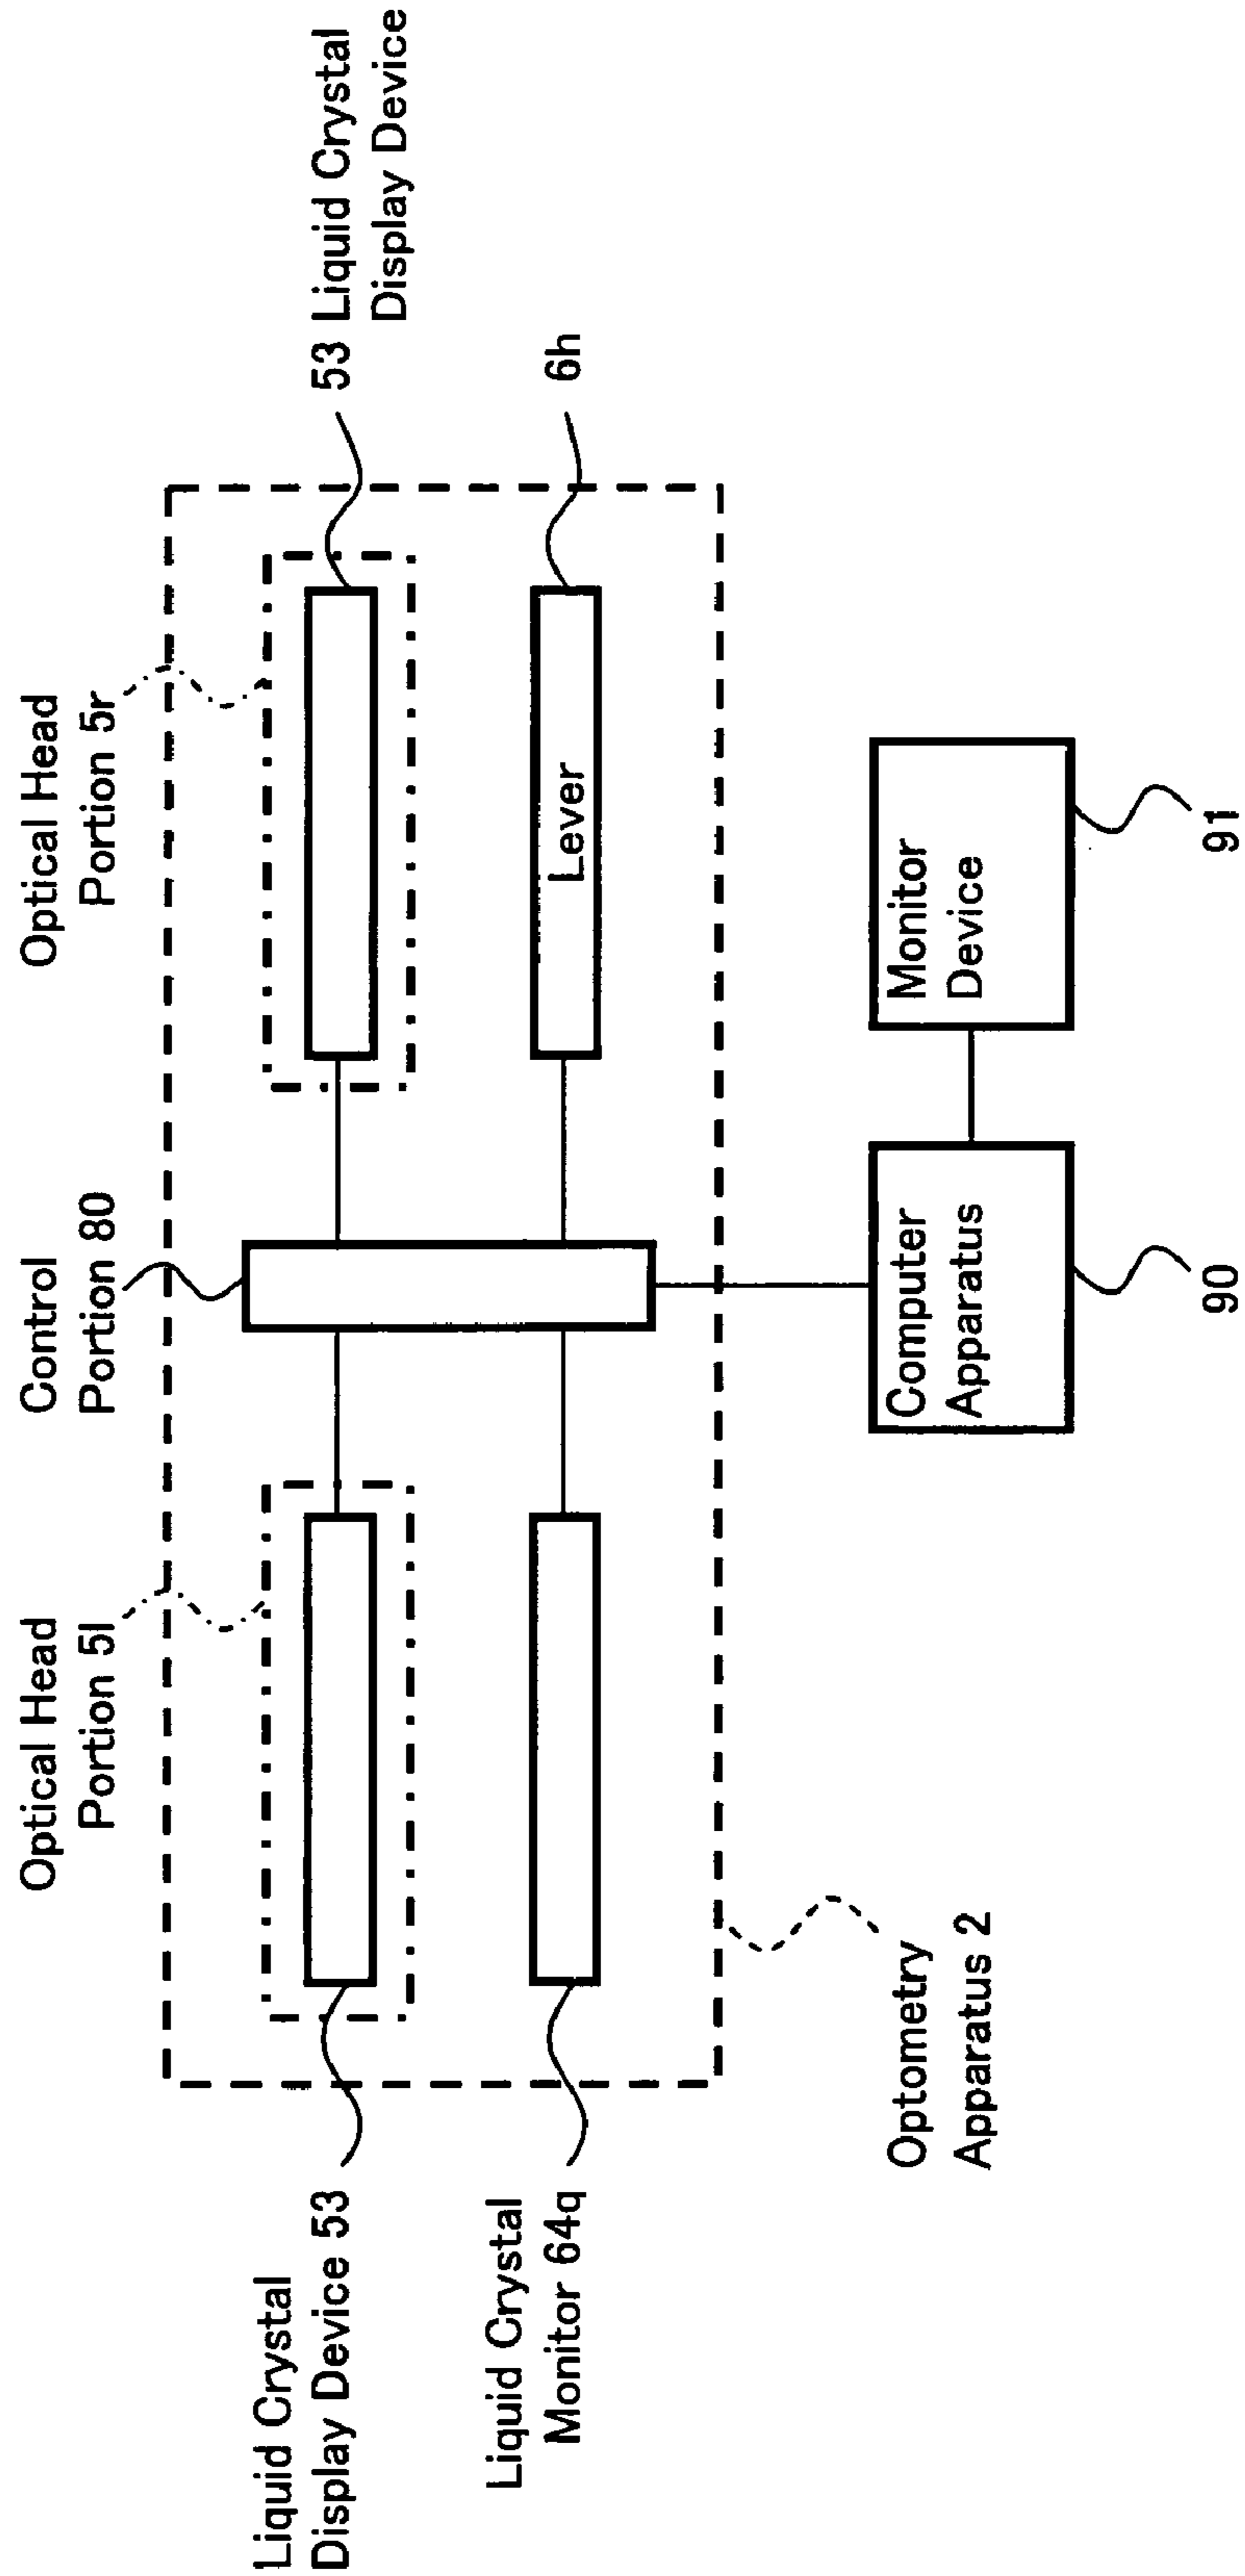 Optical Head
Portion 5l
Control
Portion 80
Optical Head
Portion 5r
Liquid Crystal
Display Device 53
53 Liquid Crystal
Display Device
Liquid Crystal
Monitor 64q
Lever
6h
Optometry
Apparatus 2
Computer
Apparatus
Monitor
Device
90
91